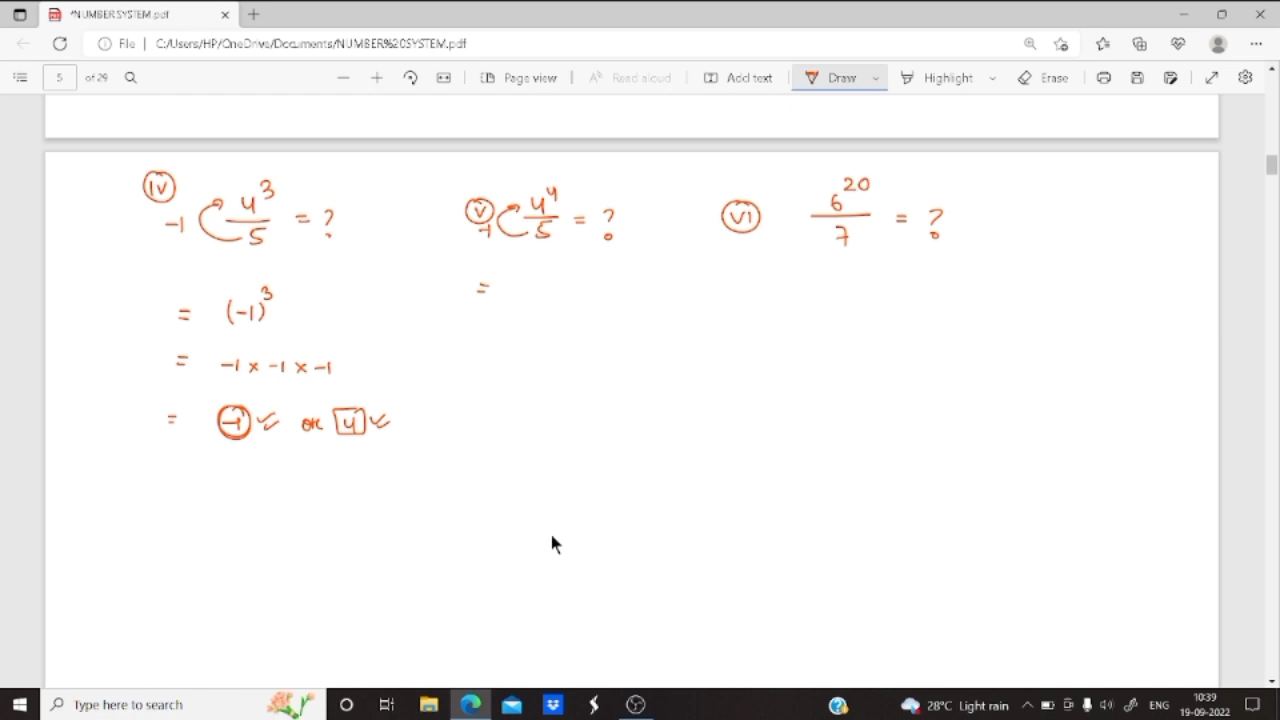 *NUMBER SYSTEM.pdf
File | C:/Users/HP/OneDrive/Documents/NUMBER%20SYSTEM.pdf
5 of 29 Page view Read aloud Add text Draw Highlight Erase
iv -1 4^3/5 = ?
v -1 4^4/5 = ?
vi 6^20/7 = ?
= (-1)^3
=
= -1 × -1 × -1
= -1 or 4
Type here to search
28°C Light rain ENG 10:39
19-09-2022